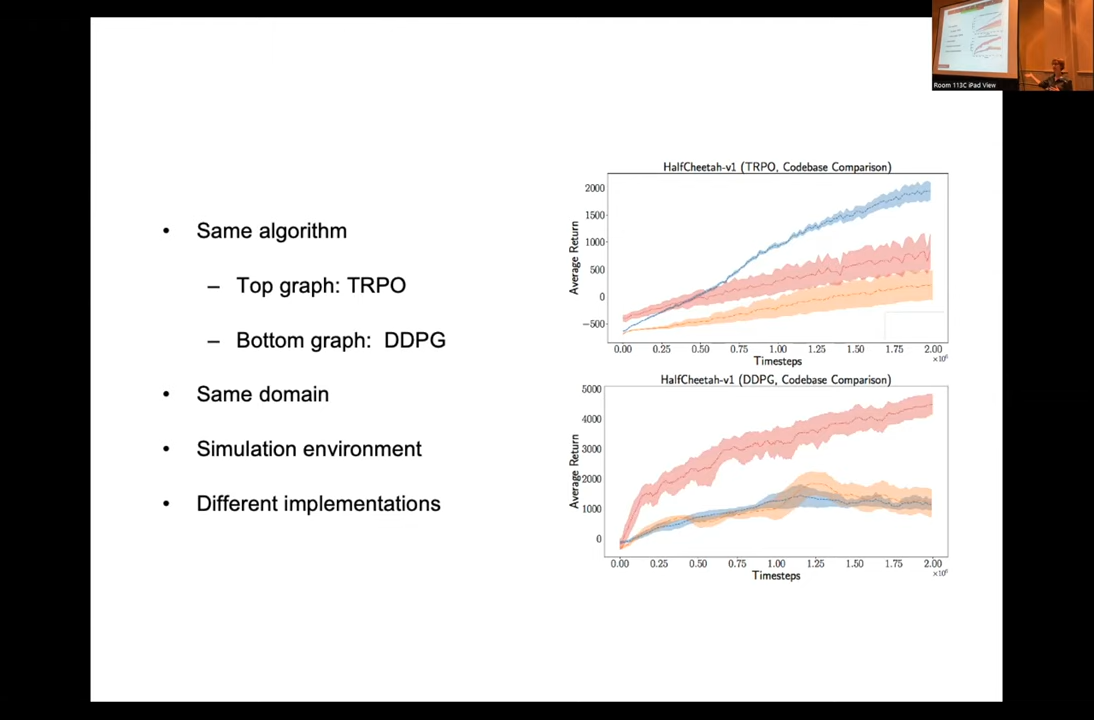 Room 113C iPad View
• Same algorithm
– Top graph: TRPO
– Bottom graph: DDPG
• Same domain
• Simulation environment
• Different implementations
HalfCheetah-v1 (TRPO, Codebase Comparison)
Average Return
2000
1500
1000
500
0
−500
0.00 0.25 0.50 0.75 1.00 1.25 1.50 1.75 2.00
Timesteps
×10⁶
HalfCheetah-v1 (DDPG, Codebase Comparison)
Average Return
5000
4000
3000
2000
1000
0
0.00 0.25 0.50 0.75 1.00 1.25 1.50 1.75 2.00
Timesteps
×10⁶